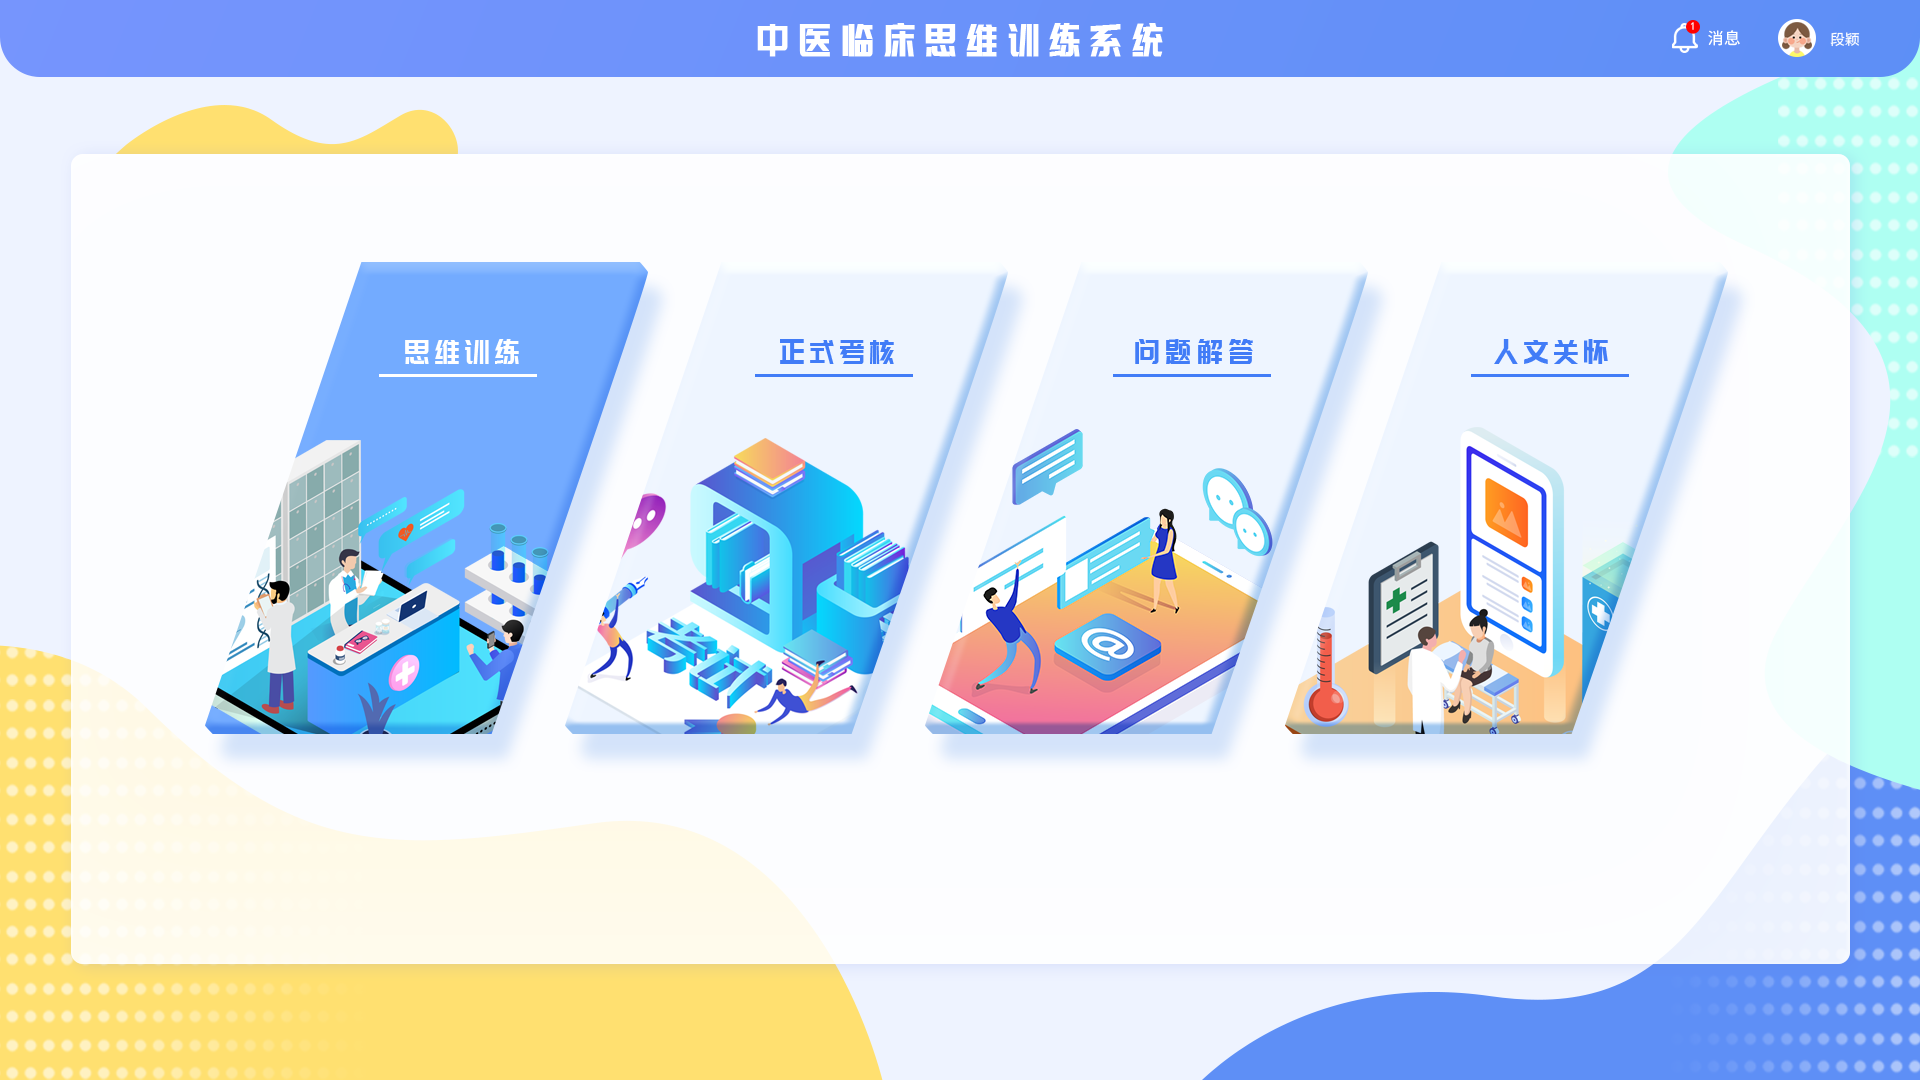 中医临床思维训练系统
1
消息
段颖
思维训练
正式考核
问题解答
人文关怀
@